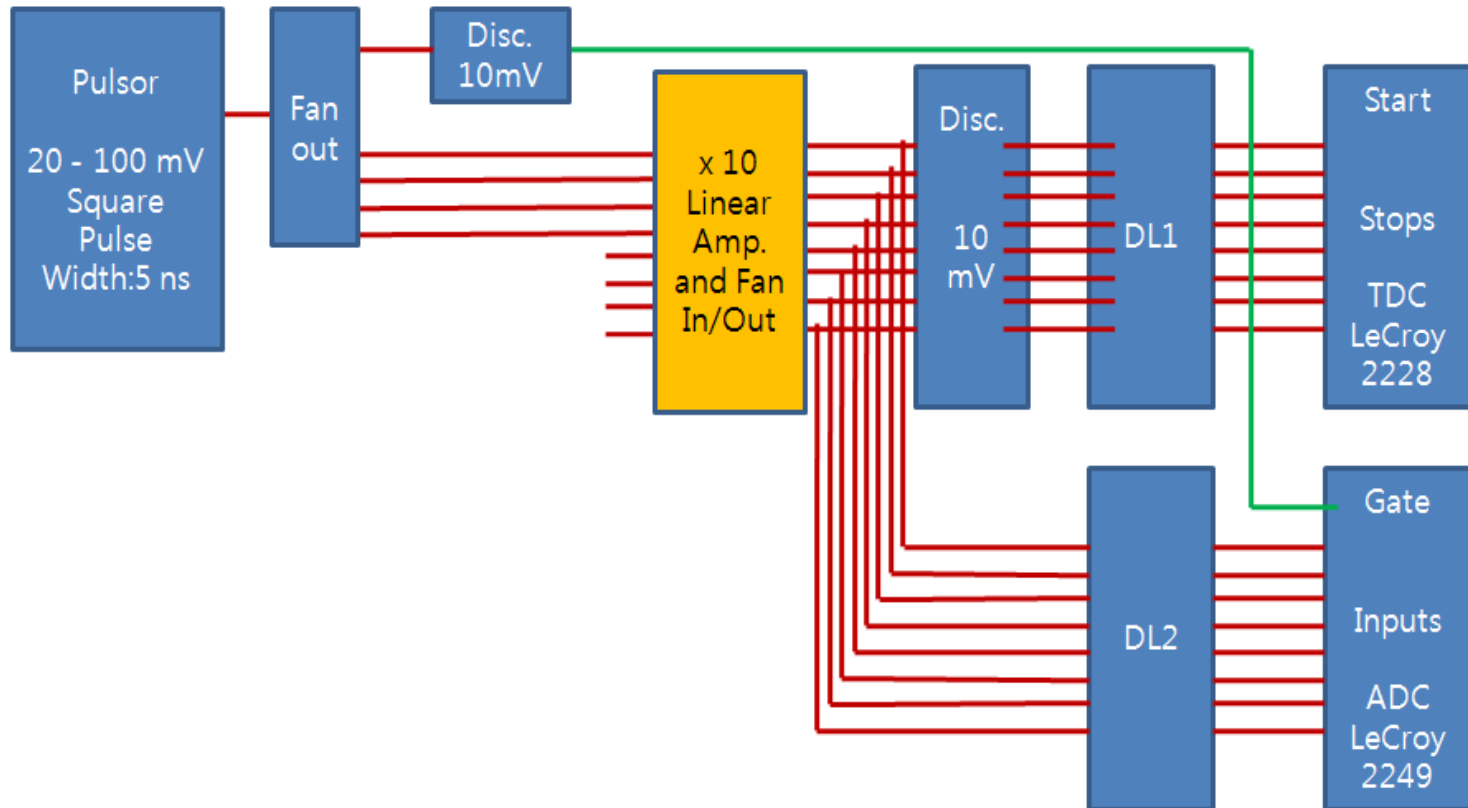 Pulsor
20 - 100 mV
Square
Pulse
Width:5 ns
Fan
out
Disc.
10mV
x 10
Linear
Amp.
and Fan
In/Out
Disc.
10
mV
DL1
Start
Stops
TDC
LeCroy
2228
DL2
Gate
Inputs
ADC
LeCroy
2249